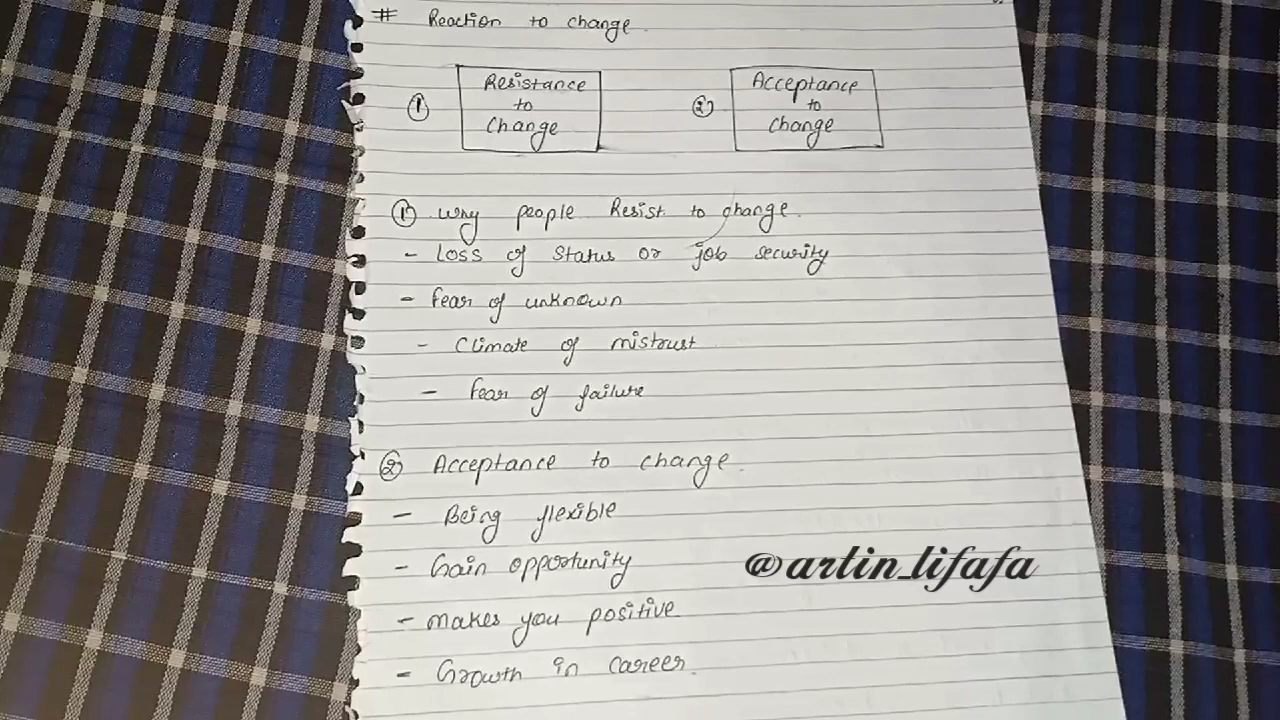 # Reaction to change
① Resistance to Change
② Acceptance to Change
① Why people Resist to change.
- Loss of Status or job security
- Fear of unknown
- Climate of mistrust
- Fear of failure
② Acceptance to change.
- Being flexible
- Gain opportunity
- makes you positive
- Growth in career.
@artin_lifafa